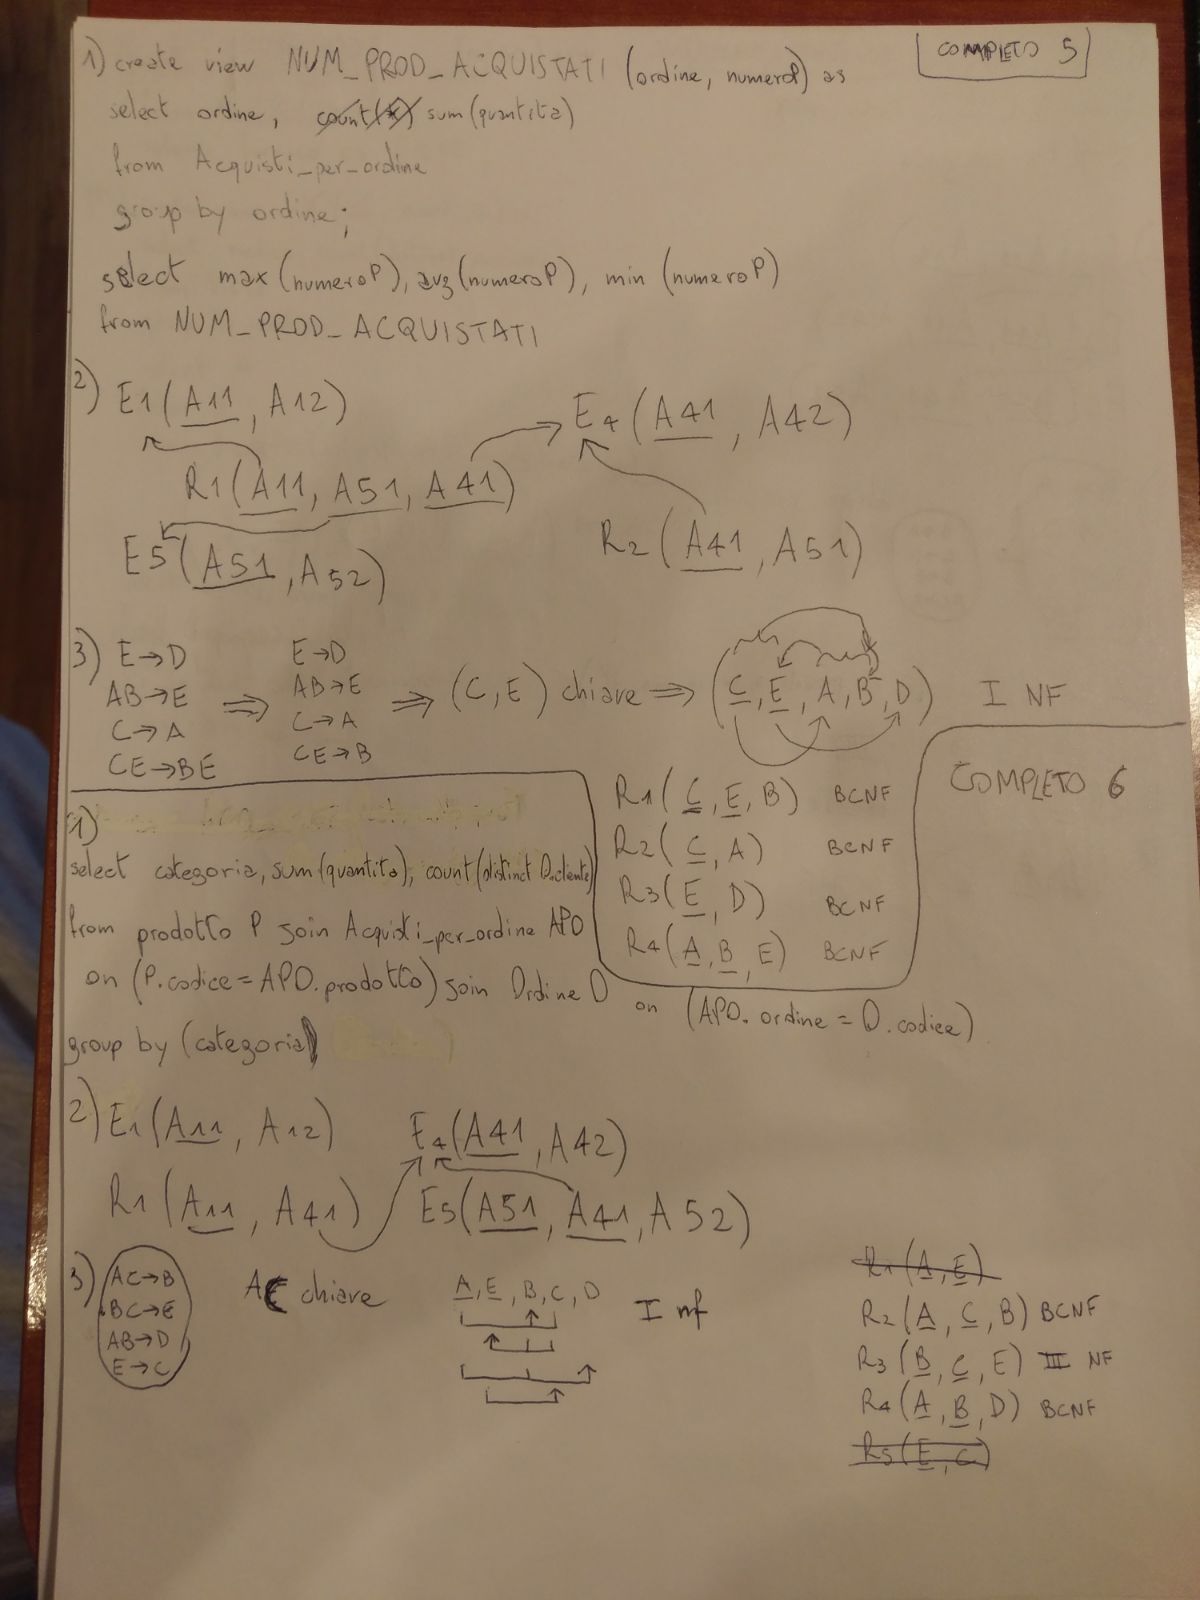 COMPLETO 5
1) create view NUM_PROD_ACQUISTATI (ordine, numeroP) as
select ordine, count(*) sum(quantita)
from Acquisti_per_ordine
group by ordine;
select max(numeroP), avg(numeroP), min (numeroP)
from NUM_PROD_ACQUISTATI
2) E1(A11, A12)
E4(A41, A42)
R1(A11, A51, A41)
E5(A51, A52)
R2(A41, A51)
3) E→D
AB→E
C→A
CE→BE
⇒
E→D
AB→E
C→A
CE→B
⇒ (C, E) chiave ⇒ (C, E, A, B, D) I NF
R1(C, E, B) BCNF
R2(C, A) BCNF
R3(E, D) BCNF
R4(A, B, E) BCNF
COMPLETO 6
1)
select categoria, sum(quantita), count(distinct O.cliente)
from prodotto P join Acquisti_per_ordine APO
on (P.codice = APO.prodotto) join Ordine O on (APO.ordine = O.codice)
group by (categoria)
2) E1(A11, A12)
E4(A41, A42)
R1(A11, A41)
E5(A51, A41, A52)
3) AC→B
BC→E
AB→D
E→C
chiave
A, E, B, C, D I nf
R1(A, E)
R2(A, C, B) BCNF
R3(B, C, E) III NF
R4(A, B, D) BCNF
R5(E, C)